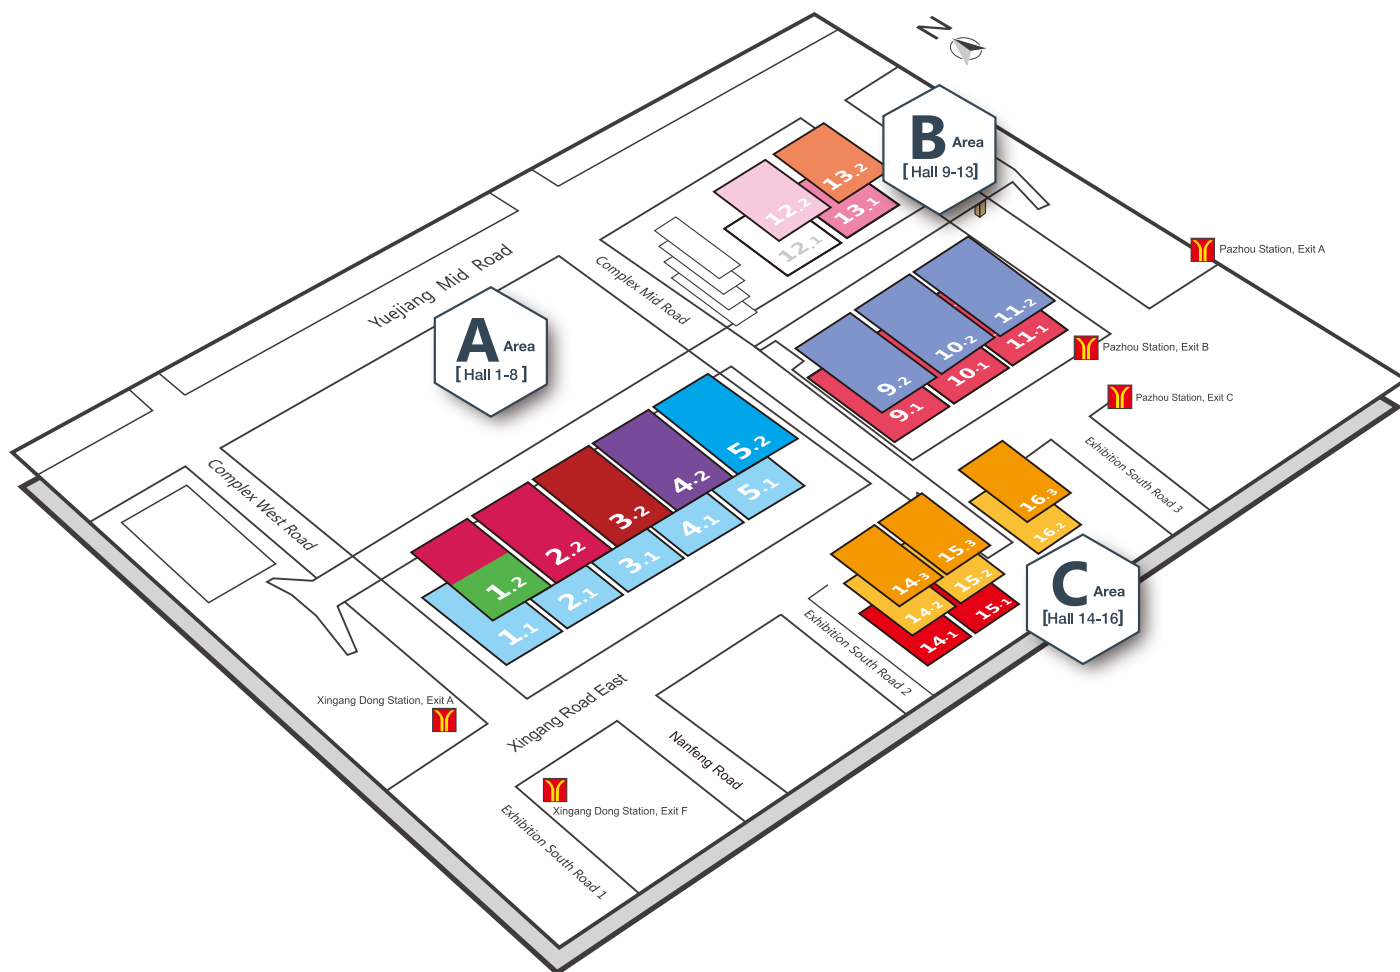 N
B Area
[Hall 9-13]
13.2
12.2
13.1
12.1
Yuejiang Mid Road
Complex Mid Road
Pazhou Station, Exit A
A Area
[Hall 1-8]
11.2
10.2
11.1
9.2
10.1
9.1
Pazhou Station, Exit B
Pazhou Station, Exit C
5.2
4.2
5.1
3.2
4.1
2.2
3.1
1.2
2.1
1.1
Complex West Road
Exhibition South Road 3
16.3
16.2
15.3
14.3
15.2
14.2
15.1
14.1
C Area
[Hall 14-16]
Exhibition South Road 2
Xingang Dong Station, Exit A
Xingang Road East
Nanfeng Road
Xingang Dong Station, Exit F
Exhibition South Road 1